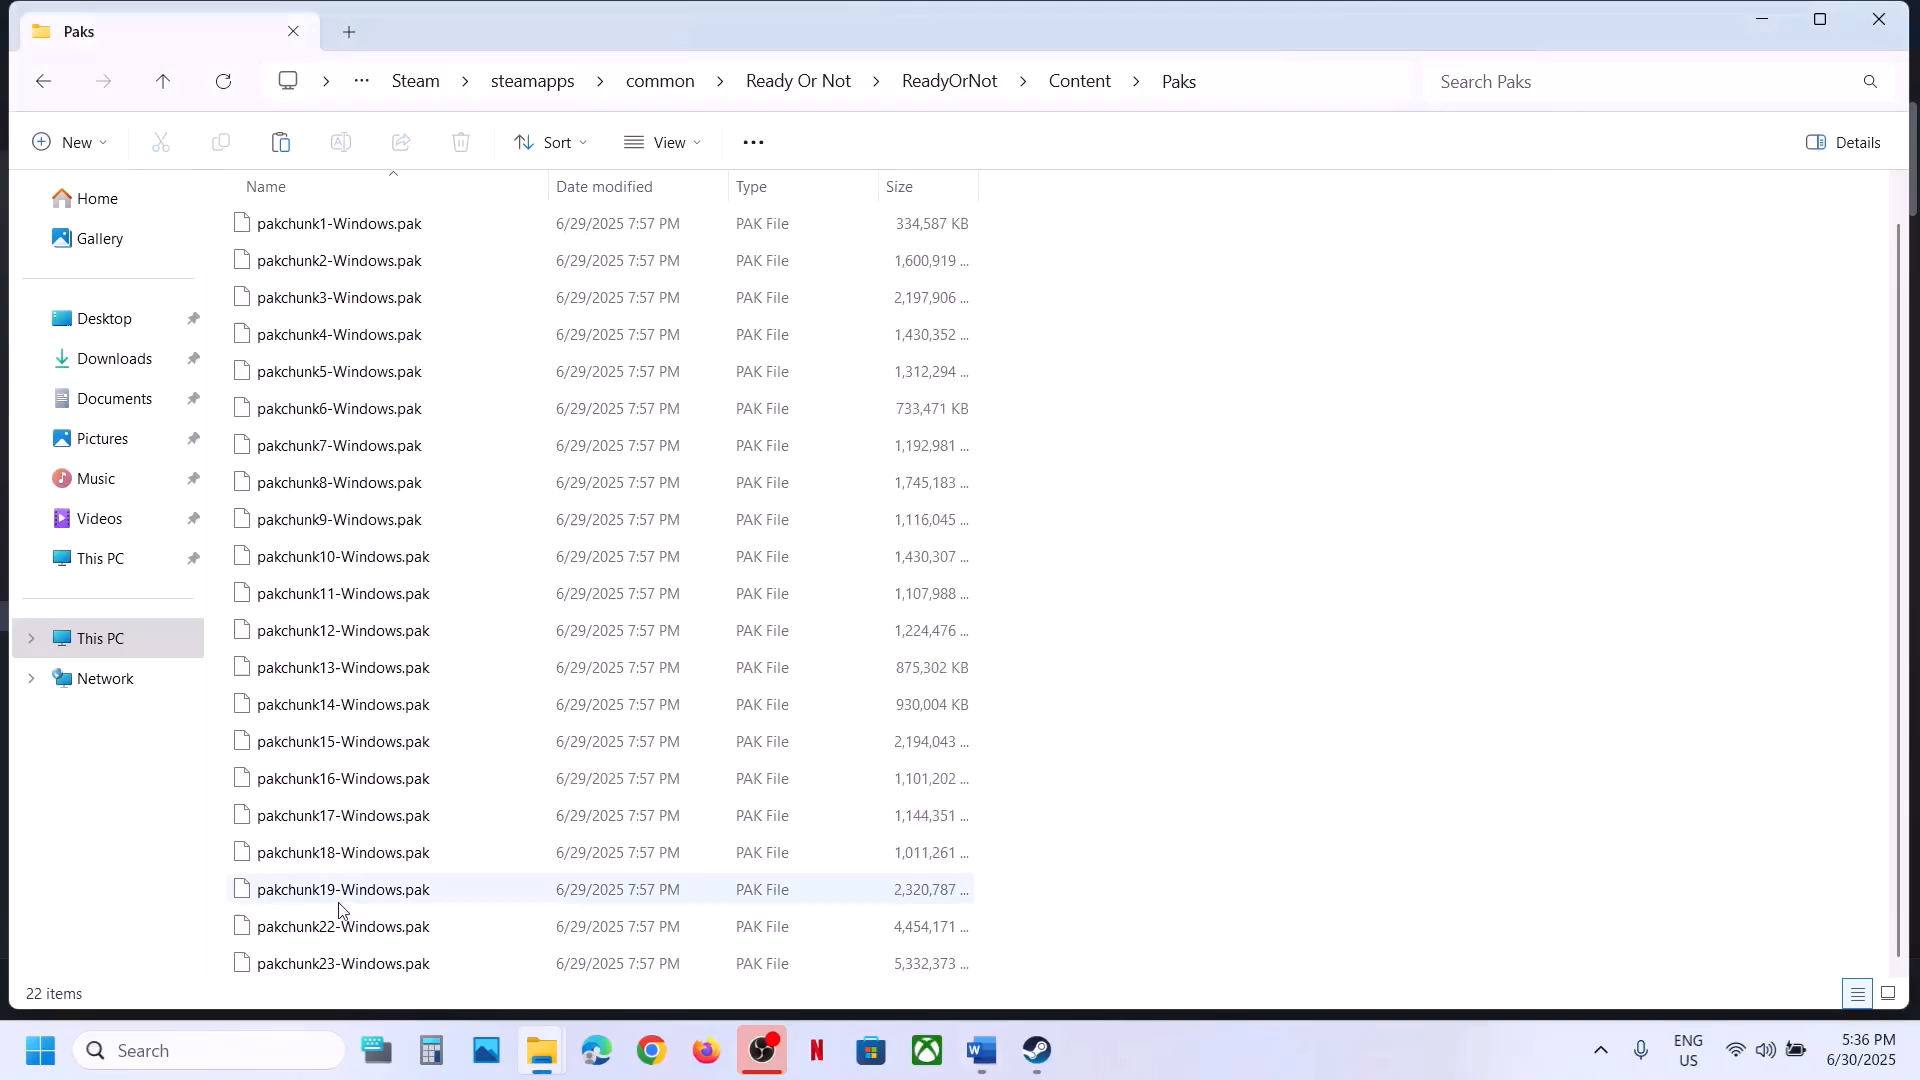 Paks
Steam > steamapps > common > Ready Or Not > ReadyOrNot > Content > Paks
Search Paks
New
Sort
View
Details
Name Date modified Type Size
Home
Gallery
Desktop
Downloads
Documents
Pictures
Music
Videos
This PC
This PC
Network
pakchunk1-Windows.pak 6/29/2025 7:57 PM PAK File 334,587 KB
pakchunk2-Windows.pak 6/29/2025 7:57 PM PAK File 1,600,919 ...
pakchunk3-Windows.pak 6/29/2025 7:57 PM PAK File 2,197,906 ...
pakchunk4-Windows.pak 6/29/2025 7:57 PM PAK File 1,430,352 ...
pakchunk5-Windows.pak 6/29/2025 7:57 PM PAK File 1,312,294 ...
pakchunk6-Windows.pak 6/29/2025 7:57 PM PAK File 733,471 KB
pakchunk7-Windows.pak 6/29/2025 7:57 PM PAK File 1,192,981 ...
pakchunk8-Windows.pak 6/29/2025 7:57 PM PAK File 1,745,183 ...
pakchunk9-Windows.pak 6/29/2025 7:57 PM PAK File 1,116,045 ...
pakchunk10-Windows.pak 6/29/2025 7:57 PM PAK File 1,430,307 ...
pakchunk11-Windows.pak 6/29/2025 7:57 PM PAK File 1,107,988 ...
pakchunk12-Windows.pak 6/29/2025 7:57 PM PAK File 1,224,476 ...
pakchunk13-Windows.pak 6/29/2025 7:57 PM PAK File 875,302 KB
pakchunk14-Windows.pak 6/29/2025 7:57 PM PAK File 930,004 KB
pakchunk15-Windows.pak 6/29/2025 7:57 PM PAK File 2,194,043 ...
pakchunk16-Windows.pak 6/29/2025 7:57 PM PAK File 1,101,202 ...
pakchunk17-Windows.pak 6/29/2025 7:57 PM PAK File 1,144,351 ...
pakchunk18-Windows.pak 6/29/2025 7:57 PM PAK File 1,011,261 ...
pakchunk19-Windows.pak 6/29/2025 7:57 PM PAK File 2,320,787 ...
pakchunk22-Windows.pak 6/29/2025 7:57 PM PAK File 4,454,171 ...
pakchunk23-Windows.pak 6/29/2025 7:57 PM PAK File 5,332,373 ...
22 items
Search
ENG
US
5:36 PM
6/30/2025